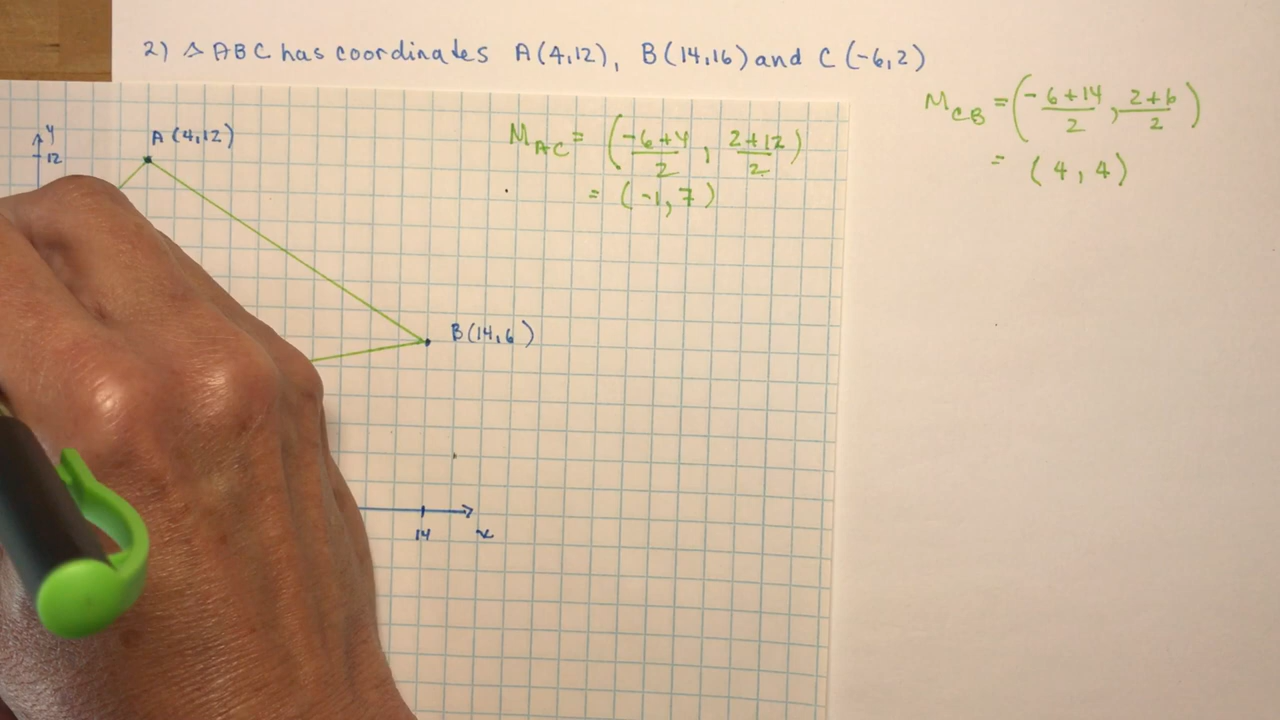 2) △ABC has coordinates A(4,12), B(14,16) and C(-6,2)
y
12
A(4,12)
B(14,6)
14
x
M_AC = (-6+4/2, 2+12/2)
= (-1,7)
M_CB = (-6+14/2, 2+6/2)
= (4,4)